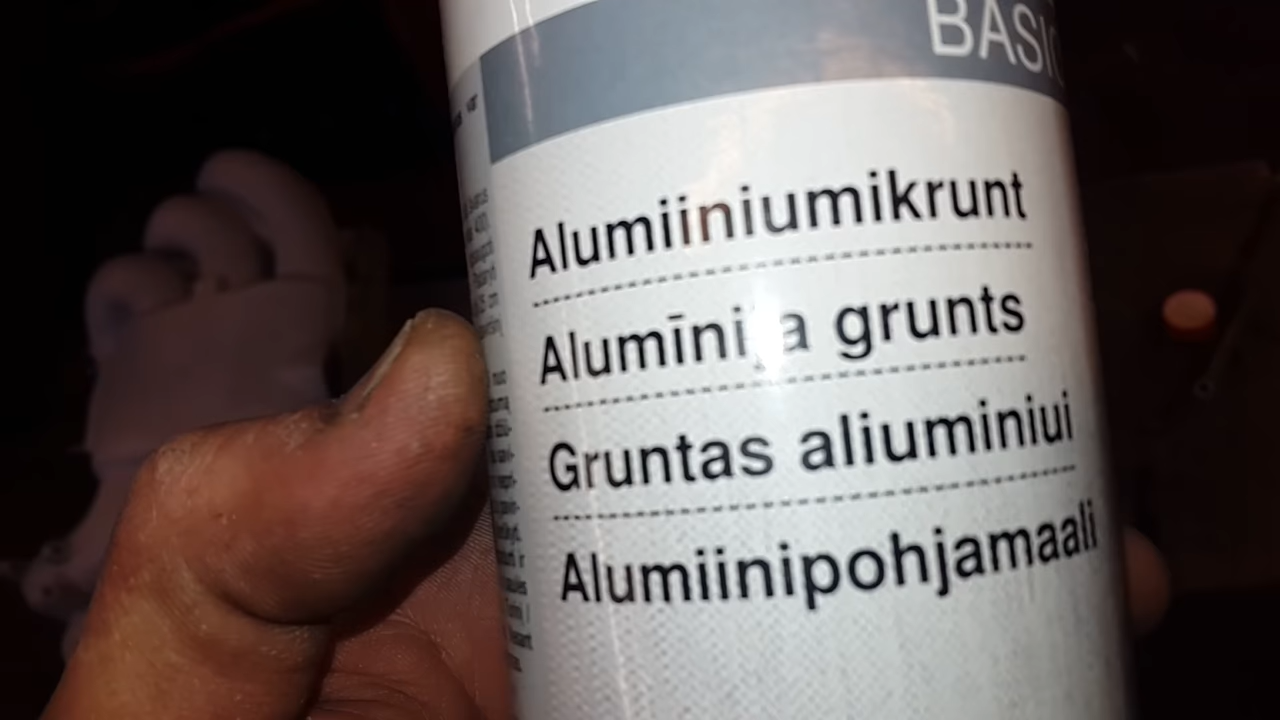 BASIC
Alumiiniumikrunt
Alumīnija grunts
Gruntas aliuminiui
Alumiinipohjamaali